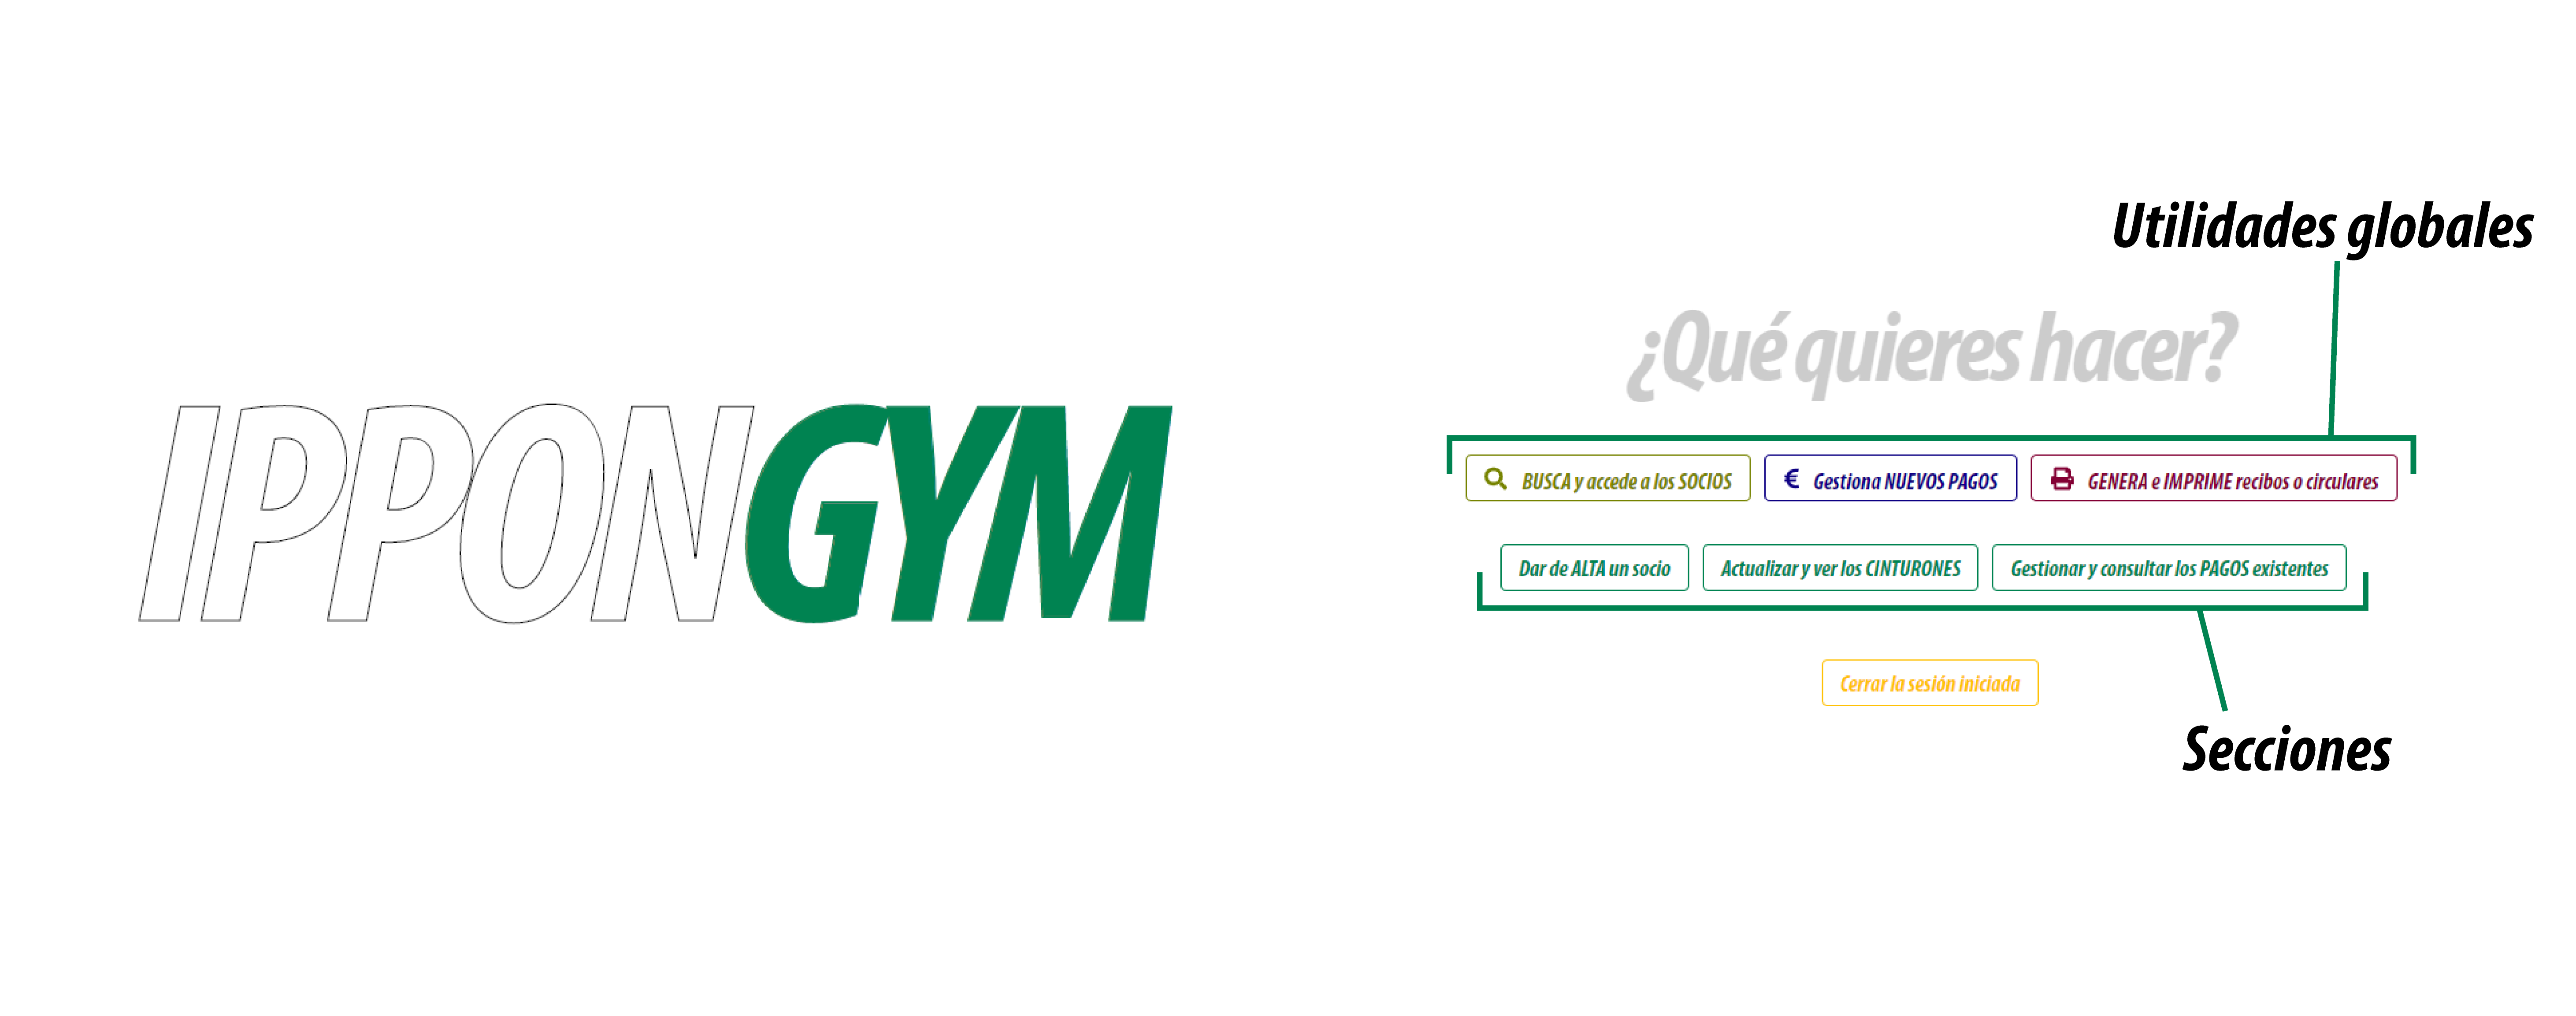 IPPONGYM
Utilidades globales
¿Qué quieres hacer?
BUSCA y accede a los SOCIOS
€ Gestiona NUEVOS PAGOS
GENERA e IMPRIME recibos o circulares
Dar de ALTA un socio
Actualizar y ver los CINTURONES
Gestionar y consultar los PAGOS existentes
Cerrar la sesión iniciada
Secciones